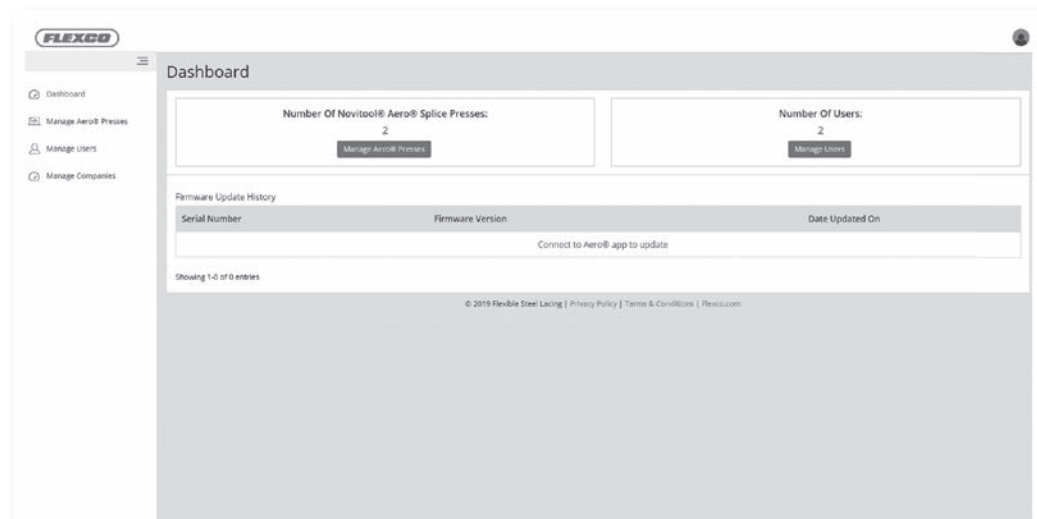 FLEXCO
Dashboard
Manage Aero® Presses
Manage Users
Manage Companies
Dashboard
Number Of Novitool® Aero® Splice Presses:
2
Manage Aero® Presses
Number Of Users:
2
Manage Users
Firmware Update History
Serial Number Firmware Version Date Updated On
Connect to Aero® app to update
Showing 1-0 of 0 entries
© 2019 Flexible Steel Lacing | Privacy Policy | Terms & Conditions | Flexco.com